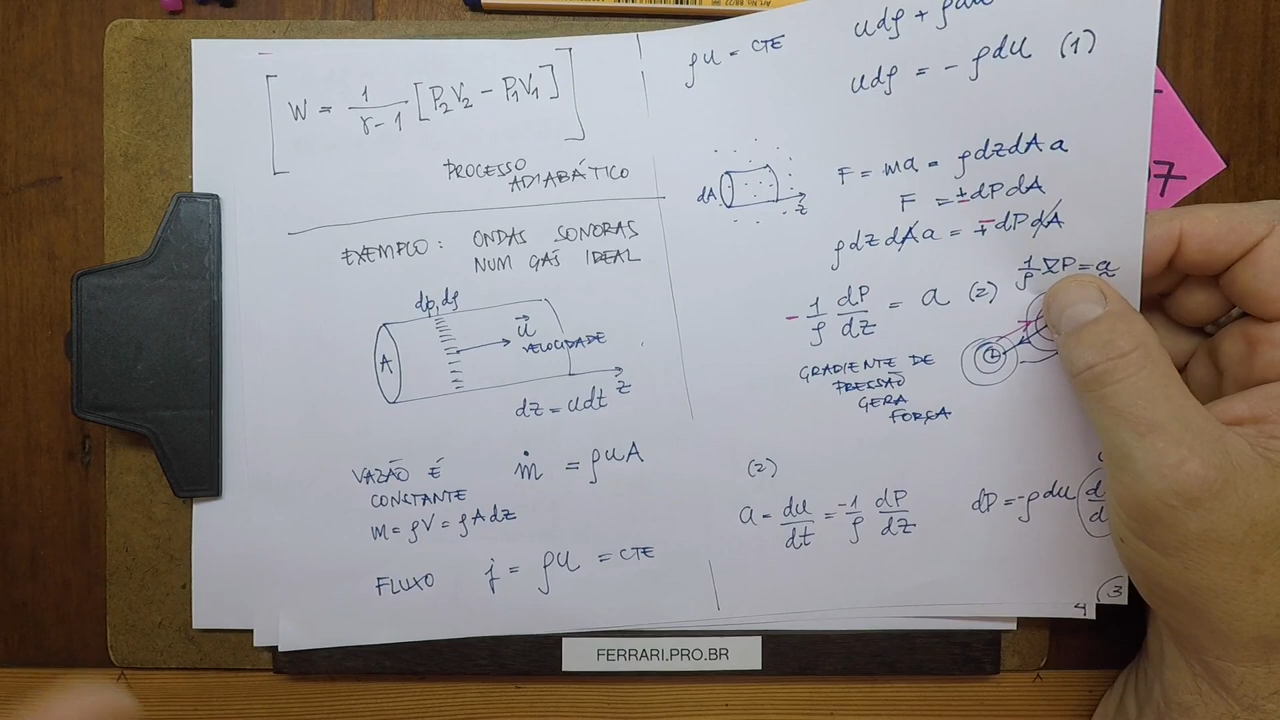 W = 1/(γ-1) [P₂V₂ - P₁V₁]
PROCESSO
ADIABÁTICO
EXEMPLO: ONDAS SONORAS
NUM GÁS IDEAL
dp, dρ
A
u⃗
VELOCIDADE
z
dz = udt
VAZÃO É
CONSTANTE
ṁ = ρuA
m = ρV = ρAdz
FLUXO j = ρu = CTE
ρu = CTE
udρ + ρdu
udρ = - ρdu (1)
dA
z
F = ma = ρdzdA a
F = ±dPdA
ρdz dA a = ∓dPdA
1/ρ ∇P = a
-1/ρ dP/dz = a (2)
GRADIENTE DE
PRESSÃO
GERA
FORÇA
(2)
a = du/dt = -1/ρ dP/dz
dP = -ρdu
3
4
7
FERRARI.PRO.BR